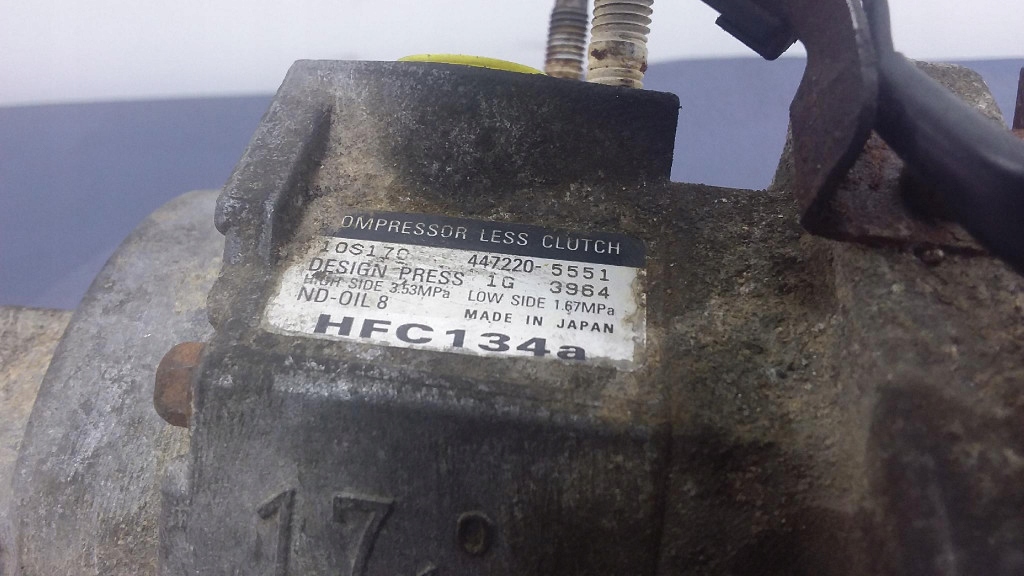 OMPRESSOR LESS CLUTCH
10S17C 447220-5551
DESIGN PRESS 1G 3964
HIGH SIDE 3.53MPa LOW SIDE 1.67MPa
ND-OIL 8 MADE IN JAPAN
HFC134a
17